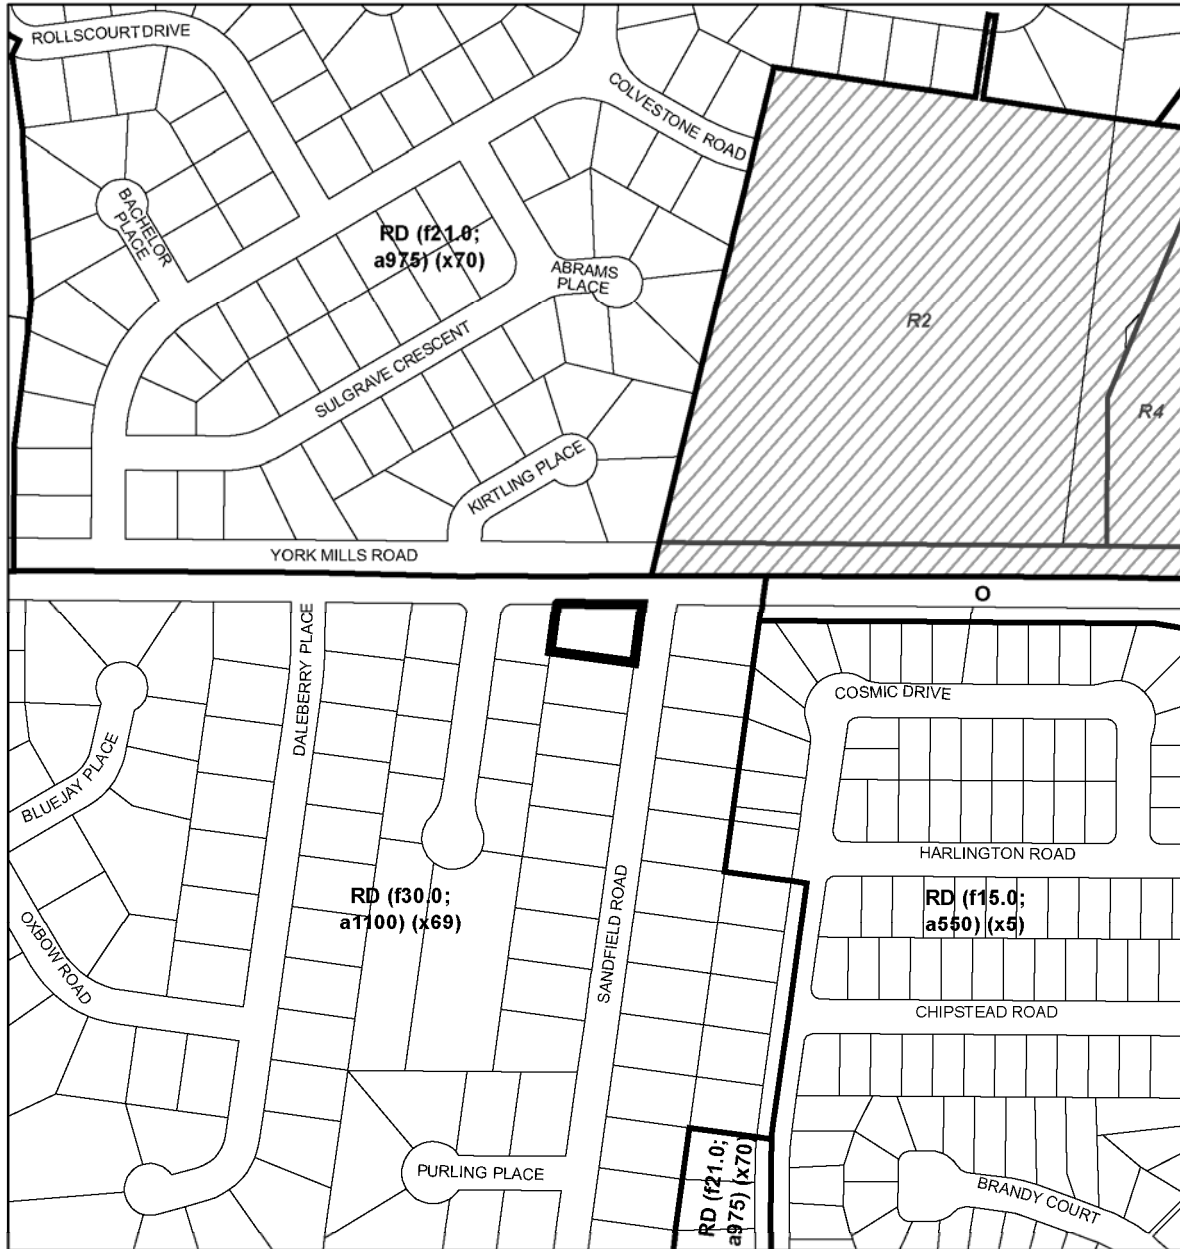 ROLLSCOURT DRIVE
COLVESTONE ROAD
BACHELOR
PLACE
RD (f21.0;
a975) (x70)
ABRAMS
PLACE
R2
SULGRAVE CRESCENT
R4
KIRTLING PLACE
YORK MILLS ROAD
O
DALEBERRY PLACE
COSMIC DRIVE
BLUEJAY PLACE
HARLINGTON ROAD
RD (f30.0;
a1100) (x69)
SANDFIELD ROAD
RD (f15.0;
a550) (x5)
OXBOW ROAD
CHIPSTEAD ROAD
PURLING PLACE
RD (f21.0;
a975) (x70)
BRANDY COURT